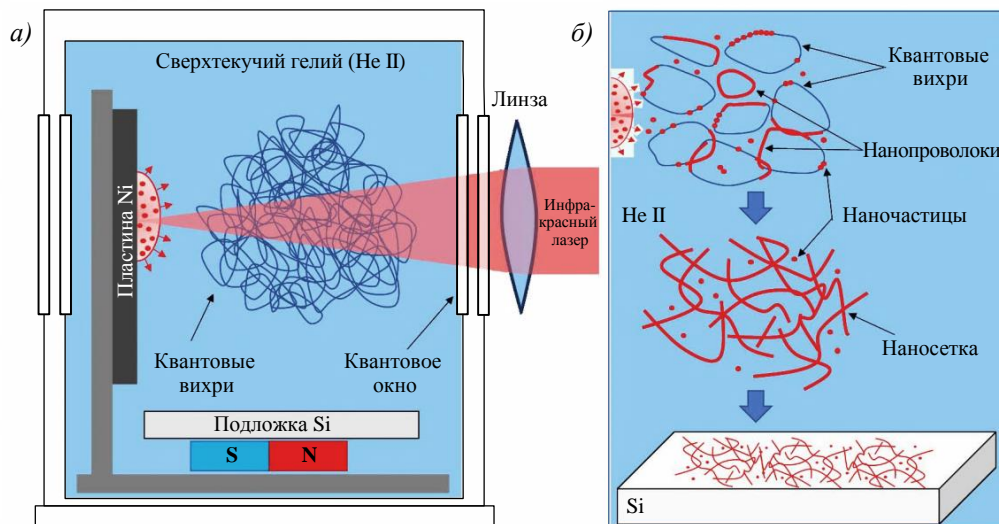 а)
Сверхтекучий гелий (He II)
Линза
Пластина Ni
Инфра-
красный
лазер
Квантовые
вихри
Квантовое
окно
Подложка Si
S
N
б)
Квантовые
вихри
Нанопроволоки
Наночастицы
He II
Наносетка
Si